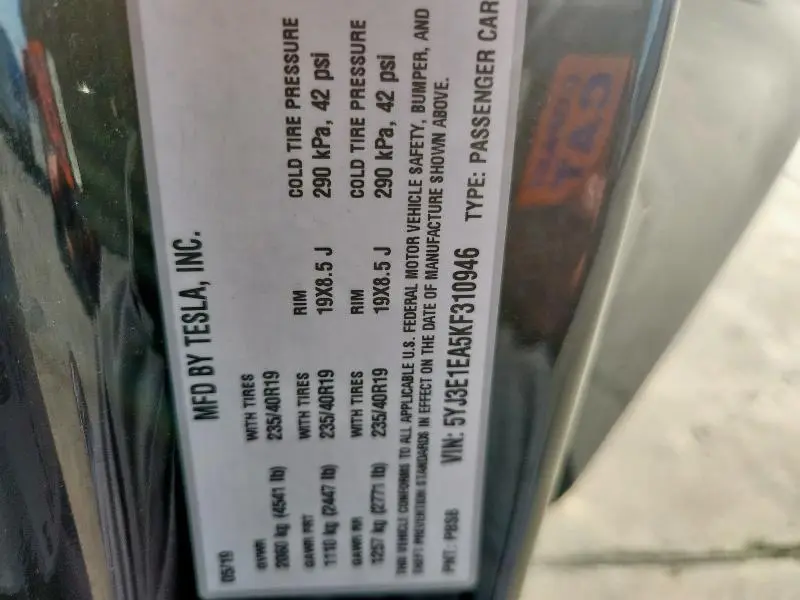 MFD BY TESLA, INC.
05/19
GVWR WITH TIRES RIM COLD TIRE PRESSURE
2060 kg (4541 lb) 235/40R19
GAWR FRT WITH TIRES RIM COLD TIRE PRESSURE
1110 kg (2447 lb) 235/40R19 19X8.5 J 290 kPa, 42 psi
GAWR RR WITH TIRES RIM COLD TIRE PRESSURE
1257 kg (2771 lb) 235/40R19 19X8.5 J 290 kPa, 42 psi
THIS VEHICLE CONFORMS TO ALL APPLICABLE U.S. FEDERAL MOTOR VEHICLE SAFETY, BUMPER, AND
THEFT PREVENTION STANDARDS IN EFFECT ON THE DATE OF MANUFACTURE SHOWN ABOVE.
PNT: PBSB VIN: 5YJ3E1EA5KF310946 TYPE: PASSENGER CAR